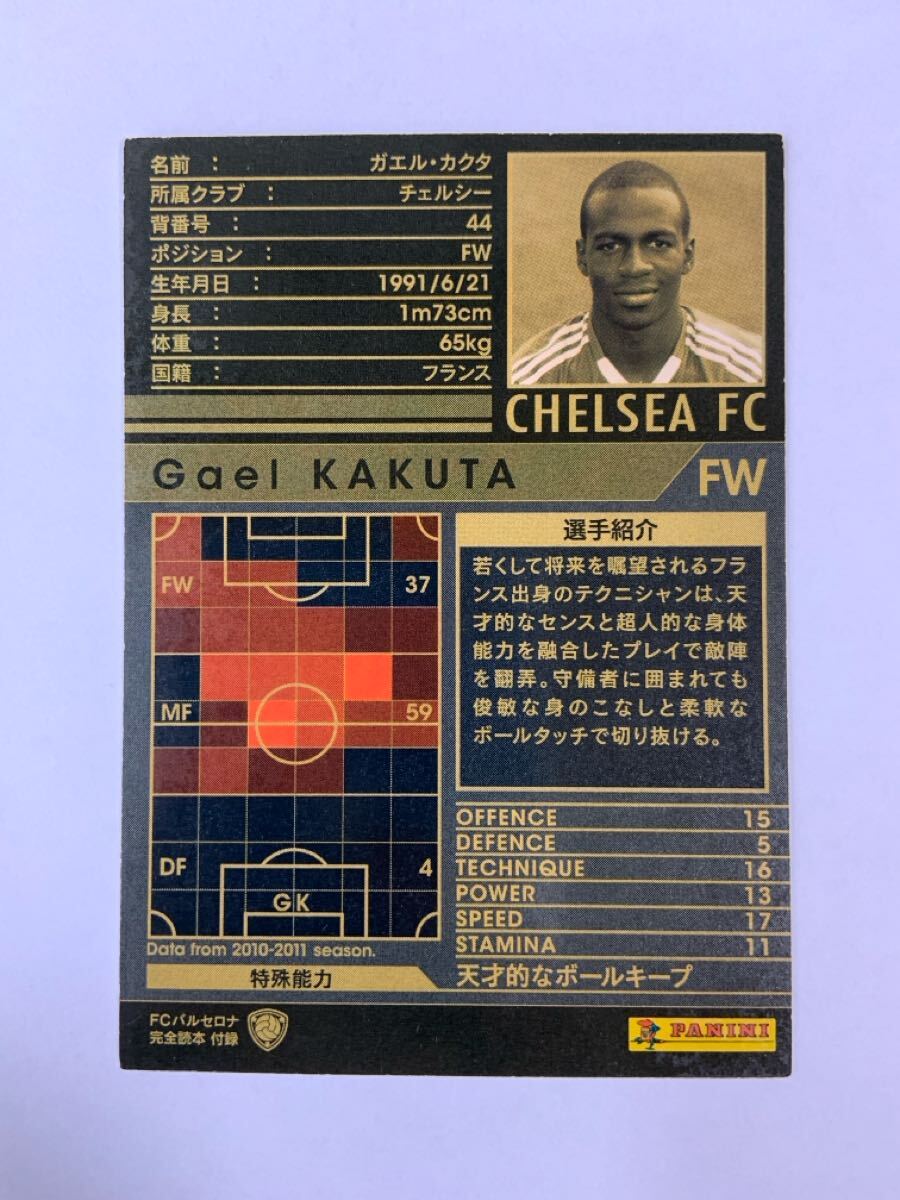 名前 : ガエル・カクタ
所属クラブ : チェルシー
背番号 : 44
ポジション : FW
生年月日 : 1991/6/21
身長 : 1m73cm
体重 : 65kg
国籍 : フランス
CHELSEA FC
Gael KAKUTA
FW
FW 37
MF 59
DF 4
GK
Data from 2010-2011 season.
選手紹介
若くして将来を嘱望されるフラ
ンス出身のテクニシャンは、天
才的なセンスと超人的な身体
能力を融合したプレイで敵陣
を翻弄。守備者に囲まれても
俊敏な身のこなしと柔軟な
ボールタッチで切り抜ける。
OFFENCE 15
DEFENCE 5
TECHNIQUE 16
POWER 13
SPEED 17
STAMINA 11
特殊能力 天才的なボールキープ
FCバルセロナ
完全読本 付録
PANINI